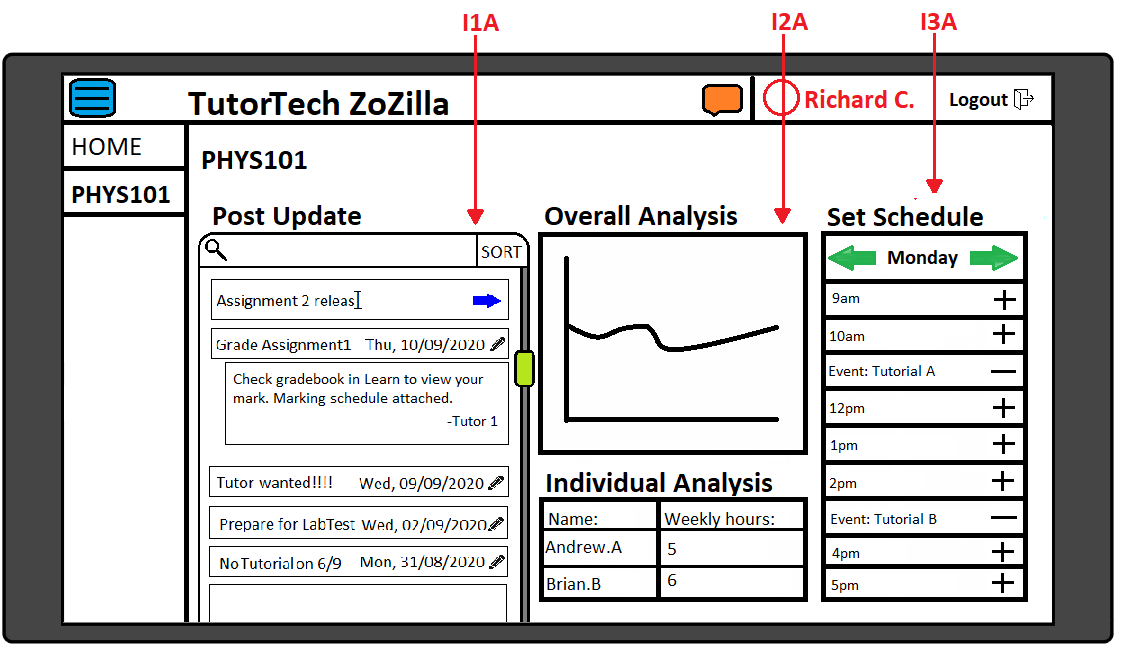 I1A
I2A
I3A
TutorTech ZoZilla
Richard C.
Logout
HOME
PHYS101
PHYS101
Post Update
SORT
Assignment 2 releas
Grade Assignment1 Thu, 10/09/2020
Check gradebook in Learn to view your
mark. Marking schedule attached.
-Tutor 1
Tutor wanted!!!! Wed, 09/09/2020
Prepare for LabTest Wed, 02/09/2020
No Tutorial on 6/9 Mon, 31/08/2020
Overall Analysis
Individual Analysis
Name: Weekly hours:
Andrew.A 5
Brian.B 6
Set Schedule
Monday
9am
10am
Event: Tutorial A
12pm
1pm
2pm
Event: Tutorial B
4pm
5pm